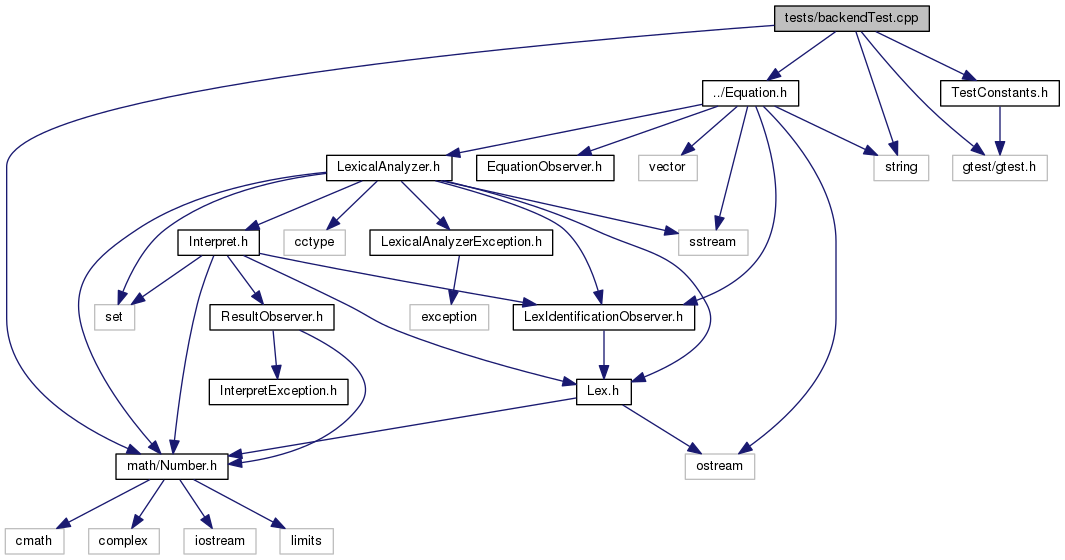 tests/backendTest.cpp
../Equation.h
TestConstants.h
LexicalAnalyzer.h
EquationObserver.h
vector
string
gtest/gtest.h
Interpret.h
cctype
LexicalAnalyzerException.h
sstream
set
ResultObserver.h
exception
LexIdentificationObserver.h
InterpretException.h
Lex.h
math/Number.h
ostream
cmath
complex
iostream
limits